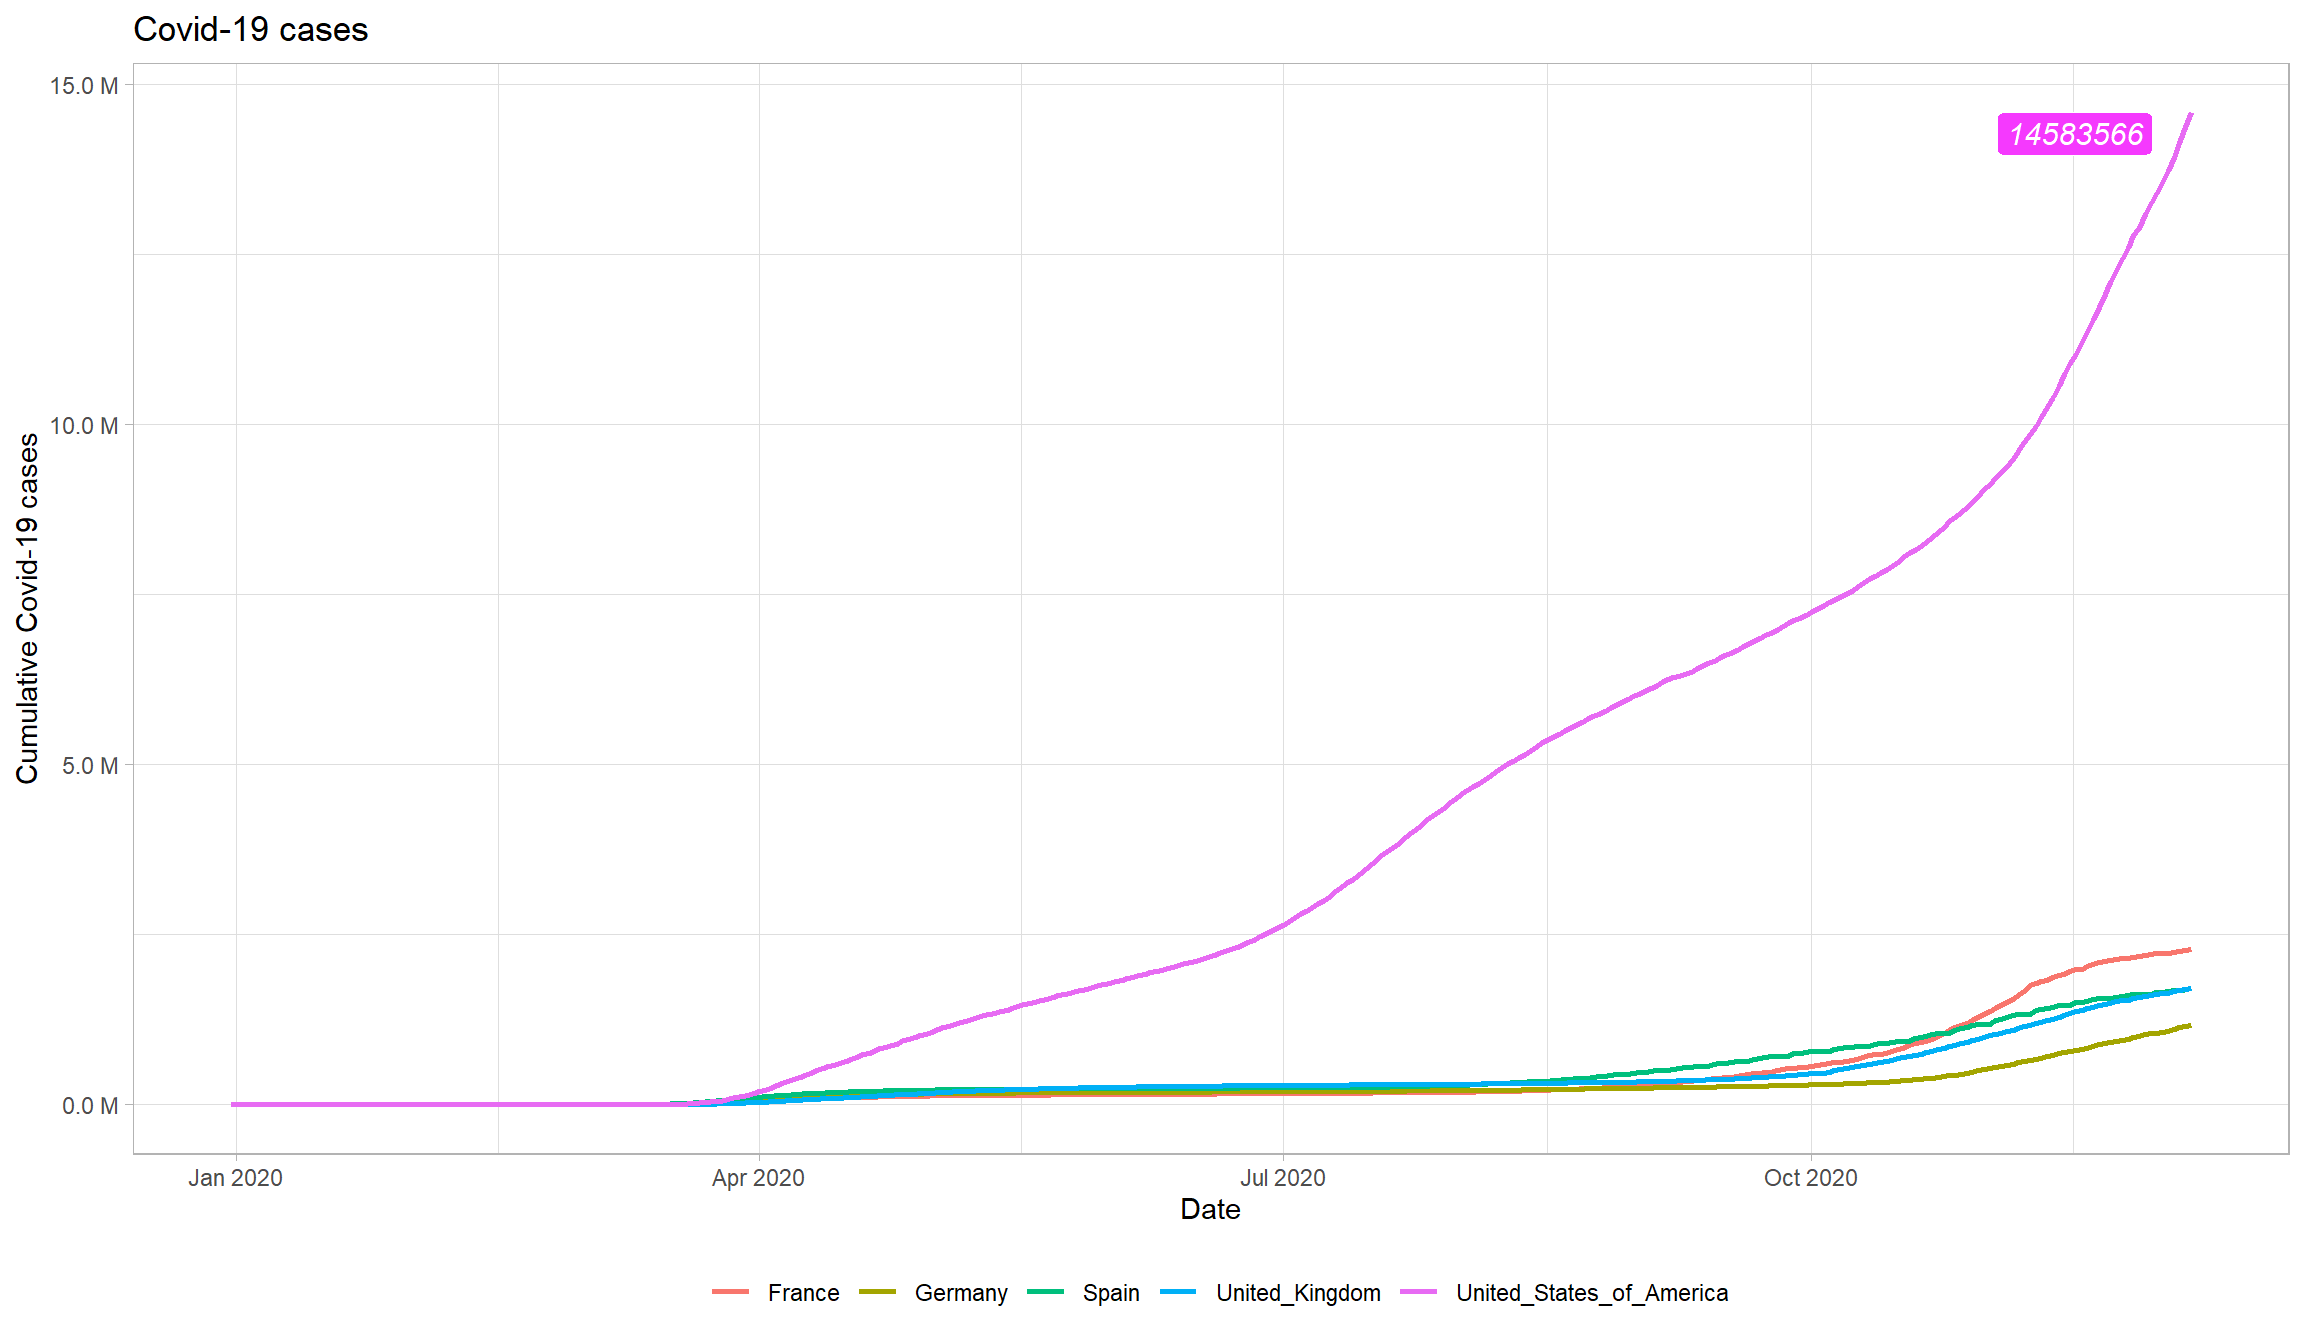 Covid-19 cases
15.0 M
14583566
10.0 M
5.0 M
0.0 M
Cumulative Covid-19 cases
Jan 2020 Apr 2020 Jul 2020 Oct 2020
Date
France Germany Spain United_Kingdom United_States_of_America